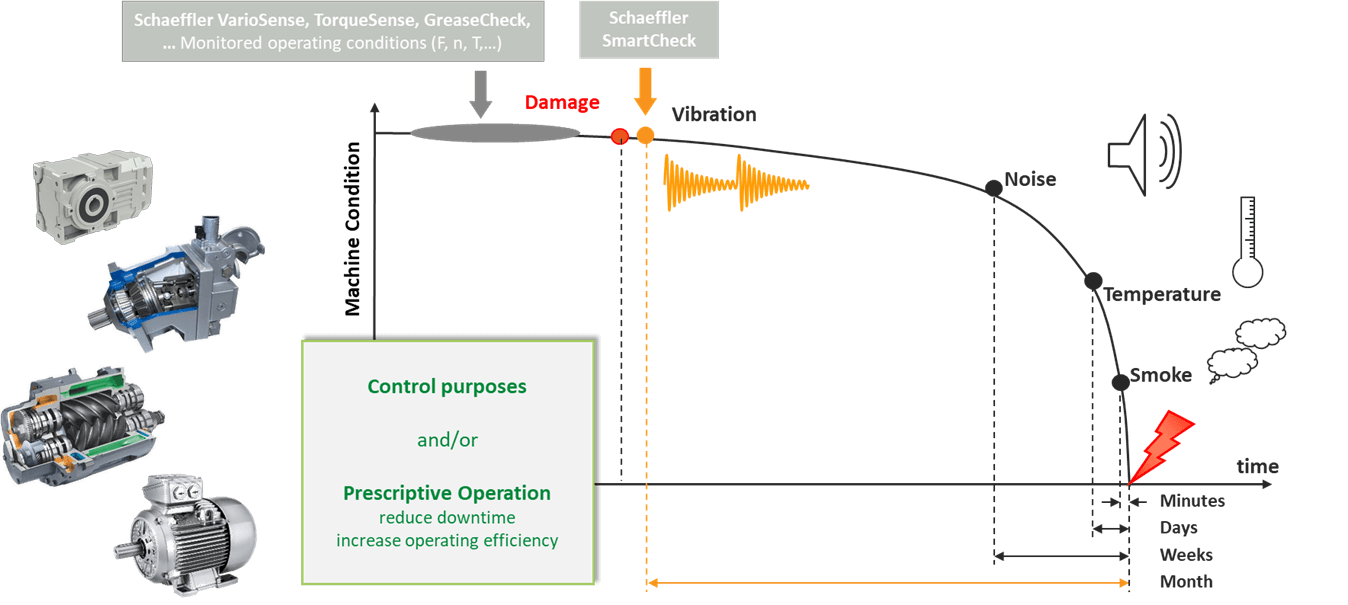 Schaeffler VarioSense, TorqueSense, GreaseCheck,
... Monitored operating conditions (F, n, T,...)
Schaeffler
SmartCheck
Damage
Vibration
Machine Condition
Noise
Temperature
Smoke
Control purposes
and/or
Prescriptive Operation
reduce downtime
increase operating efficiency
time
Minutes
Days
Weeks
Month